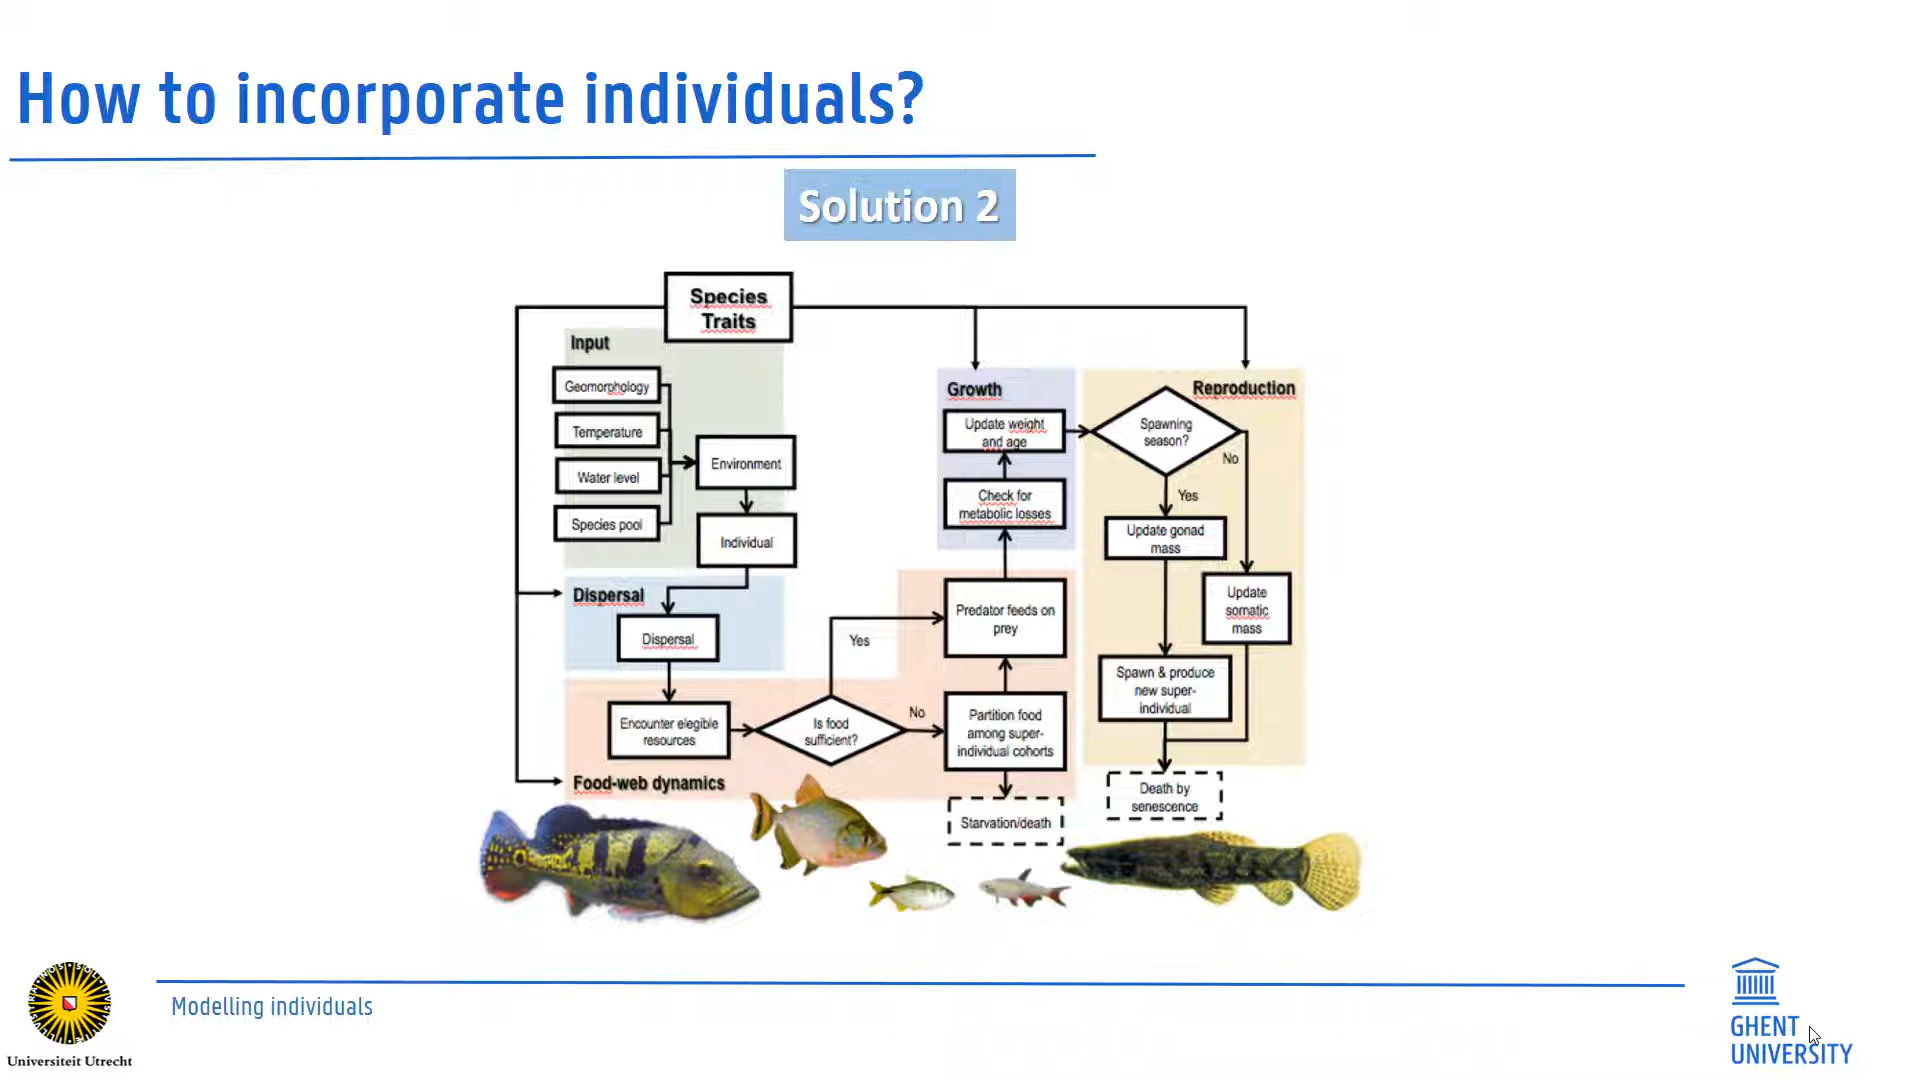 How to incorporate individuals?
Solution 2
Species
Traits
Input
Geomorphology
Temperature
Water level
Species pool
Environment
Individual
Dispersal
Dispersal
Encounter elegible
resources
Is food
sufficient?
Yes
No
Food-web dynamics
Growth
Update weight
and age
Check for
metabolic losses
Predator feeds on
prey
Partition food
among super-
individual cohorts
Starvation/death
Reproduction
Spawning
season?
No
Yes
Update gonad
mass
Update
somatic
mass
Spawn & produce
new super-
individual
Death by
senescence
Modelling individuals
Universiteit Utrecht
GHENT
UNIVERSITY